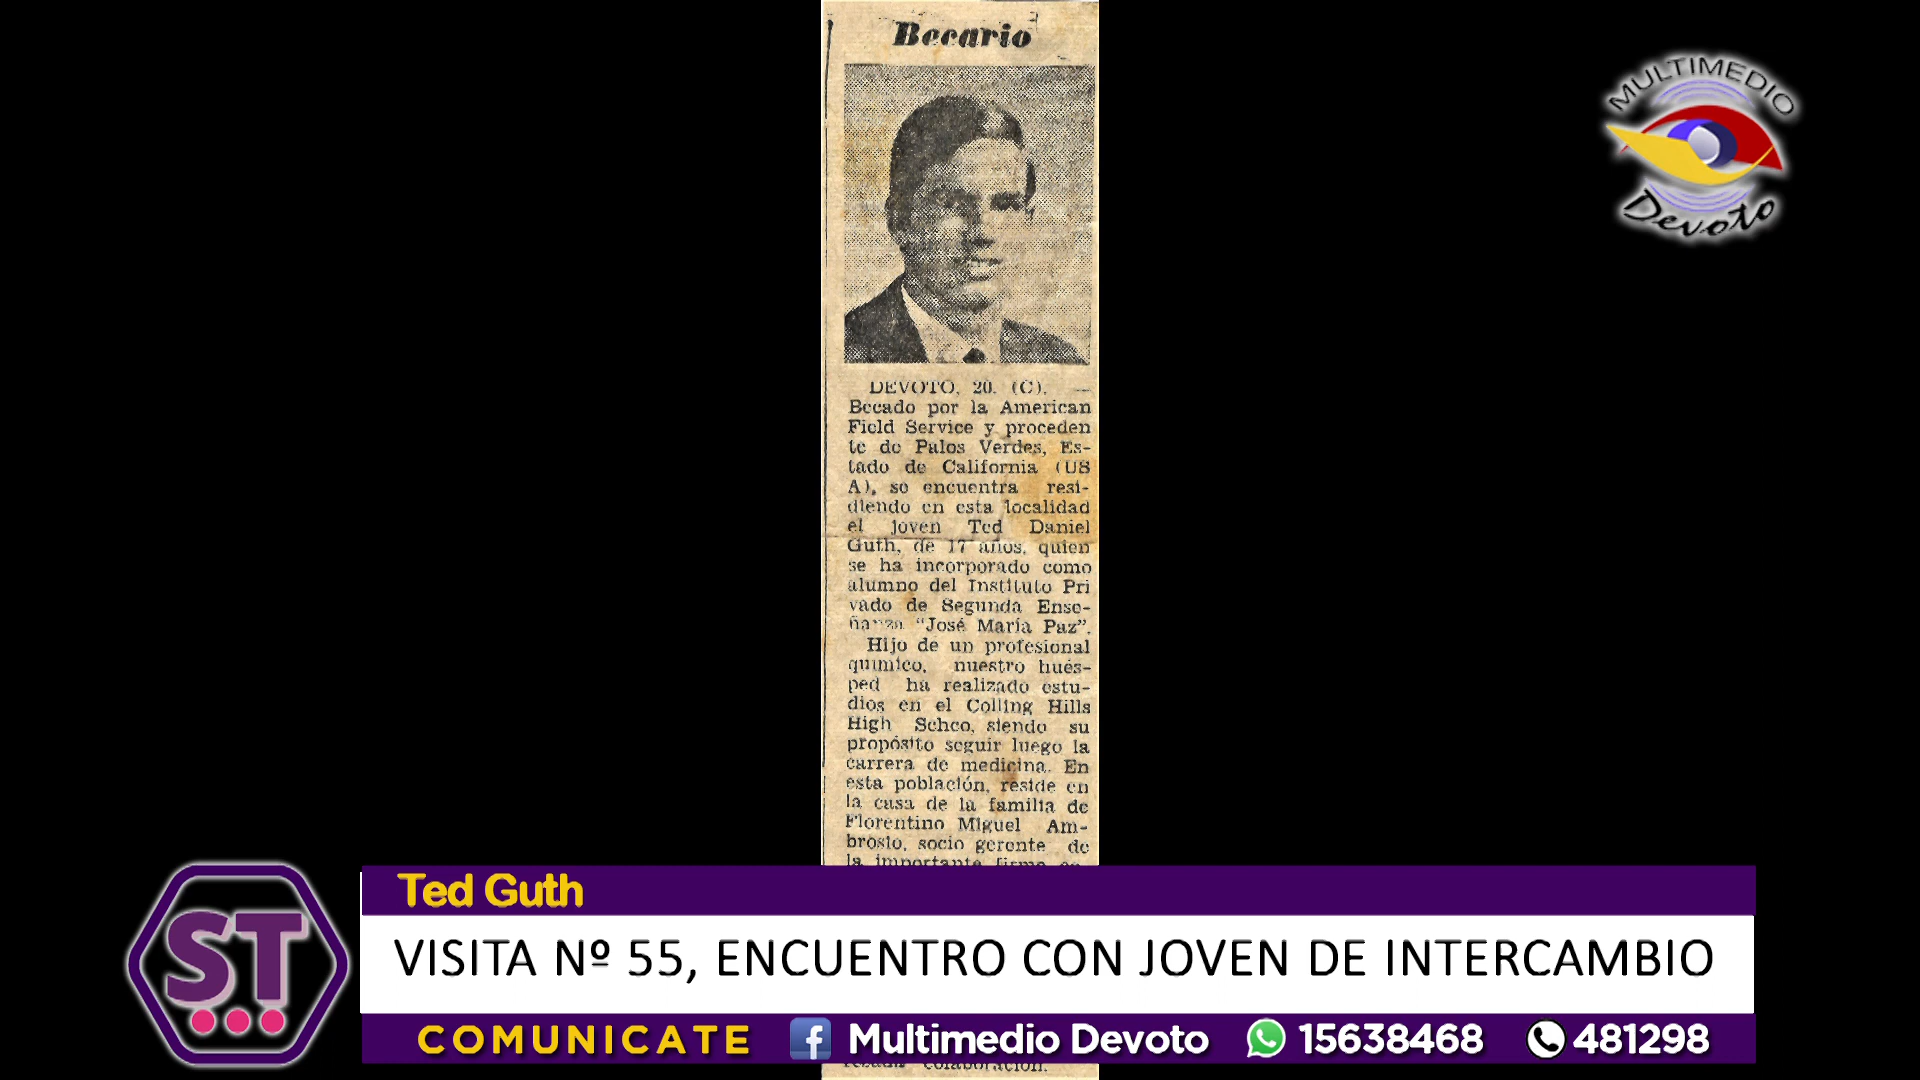 Becario
DEVOTO, 20. (C). —
Becado por la American
Field Service y proceden
te de Palos Verdes, Es-
tado de California (US
A), se encuentra resi-
diendo en esta localidad
el joven Ted Daniel
Guth, de 17 años, quien
se ha incorporado como
alumno del Instituto Pri
vado de Segunda Ense-
ñanza "José María Paz".
Hijo de un profesional
químico, nuestro hués-
ped ha realizado estu-
dios en el Colling Hills
High Schco, siendo su
propósito seguir luego la
carrera de medicina. En
esta población, reside en
la casa de la familia de
Florentino Miguel Am-
brosio, socio gerente de
la importante firma
colaboración.
MULTIMEDIO
Devoto
ST
Ted Guth
VISITA Nº 55, ENCUENTRO CON JOVEN DE INTERCAMBIO
COMUNICATE f Multimedio Devoto 15638468 481298